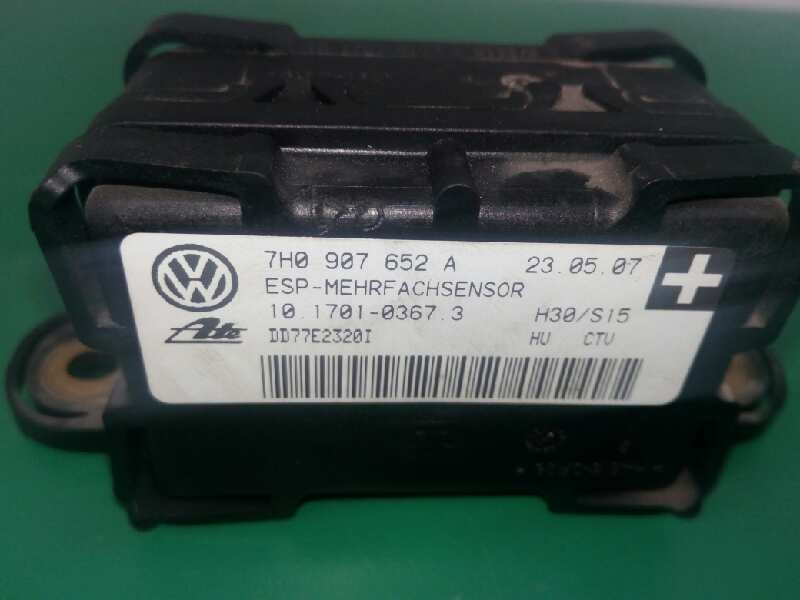 7H0 907 652 A 23.05.07
ESP-MEHRFACHSENSOR
10.1701-0367.3 H30/S15
Ate DD77E2320I HU CTU